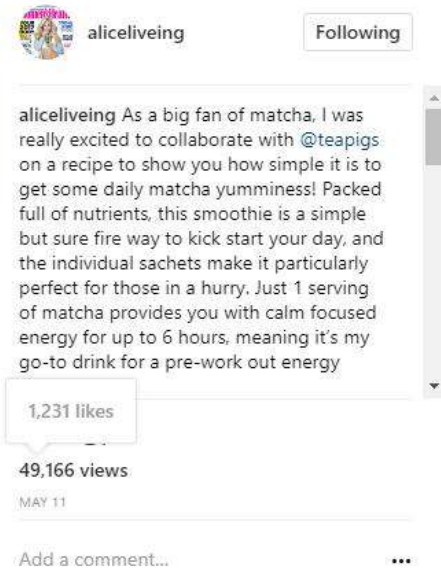 aliceliveing
Following
aliceliveing As a big fan of matcha, I was
really excited to collaborate with @teapigs
on a recipe to show you how simple it is to
get some daily matcha yumminess! Packed
full of nutrients, this smoothie is a simple
but sure fire way to kick start your day, and
the individual sachets make it particularly
perfect for those in a hurry. Just 1 serving
of matcha provides you with calm focused
energy for up to 6 hours, meaning it's my
go-to drink for a pre-work out energy
1,231 likes
49,166 views
MAY 11
Add a comment...